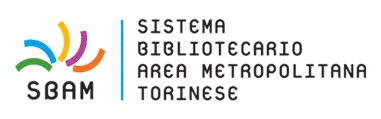 SBAM
SISTEMA
BIBLIOTECARIO
AREA METROPOLITANA
TORINESE